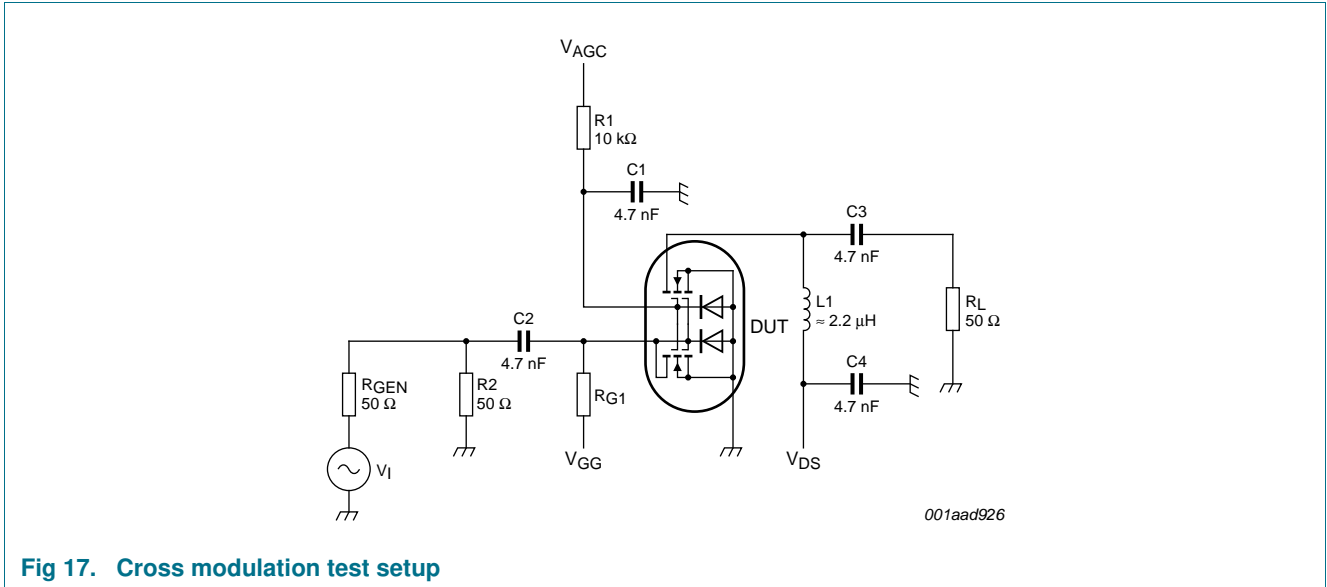 VAGC
R1
10 kΩ
C1
4.7 nF
C3
4.7 nF
L1
≈ 2.2 μH
RL
50 Ω
DUT
C2
4.7 nF
C4
4.7 nF
RGEN
50 Ω
R2
50 Ω
RG1
VI
VGG
VDS
001aad926
Fig 17. Cross modulation test setup